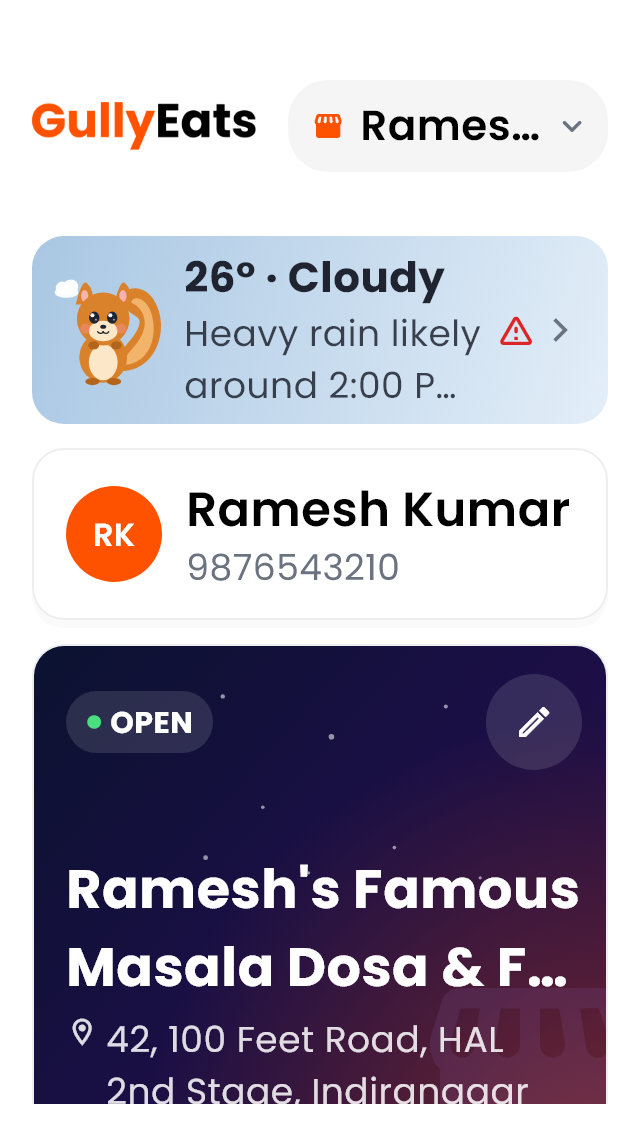 GullyEats
Rames...
26° · Cloudy
Heavy rain likely
around 2:00 P...
RK
Ramesh Kumar
9876543210
OPEN
Ramesh's Famous
Masala Dosa & F...
42, 100 Feet Road, HAL
2nd Stage, Indiranagar